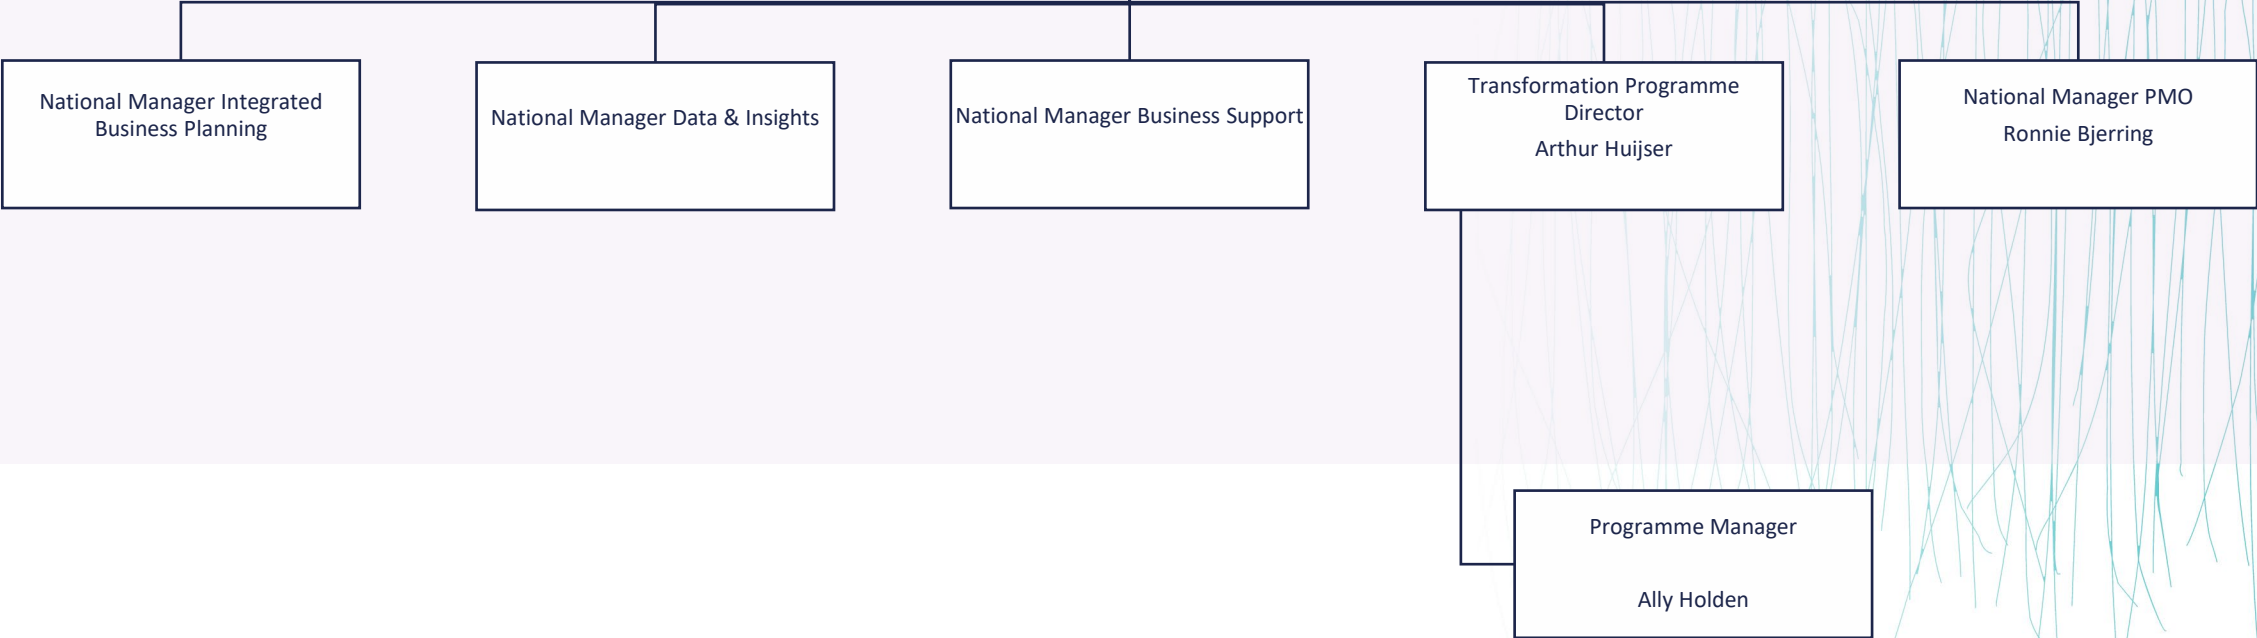 National Manager Integrated
Business Planning
National Manager Data & Insights
National Manager Business Support
Transformation Programme
Director
Arthur Huijser
National Manager PMO
Ronnie Bjerring
Programme Manager
Ally Holden